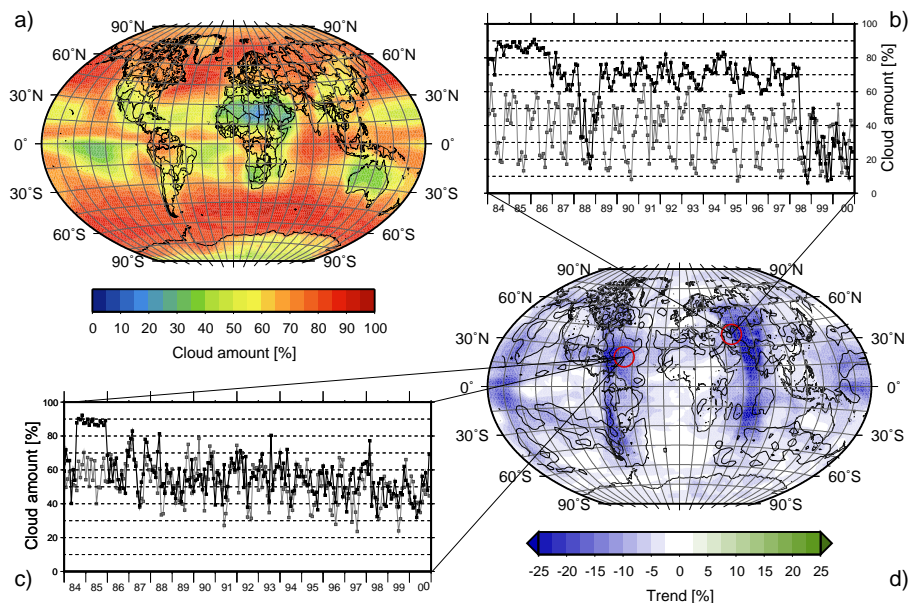 a)
90˚N
90˚N
60˚N
60˚N
30˚N
30˚N
0˚
0˚
30˚S
30˚S
60˚S
60˚S
90˚S
90˚S
0 10 20 30 40 50 60 70 80 90 100
Cloud amount [%]
b)
100
80
60
40
20
0
Cloud amount [%]
84 85 86 87 88 89 90 91 92 93 94 95 96 97 98 99 00
c)
100
80
60
40
20
0
Cloud amount [%]
84 85 86 87 88 89 90 91 92 93 94 95 96 97 98 99 00
d)
90˚N
90˚N
60˚N
60˚N
30˚N
30˚N
0˚
0˚
30˚S
30˚S
60˚S
60˚S
90˚S
90˚S
-25 -20 -15 -10 -5 0 5 10 15 20 25
Trend [%]